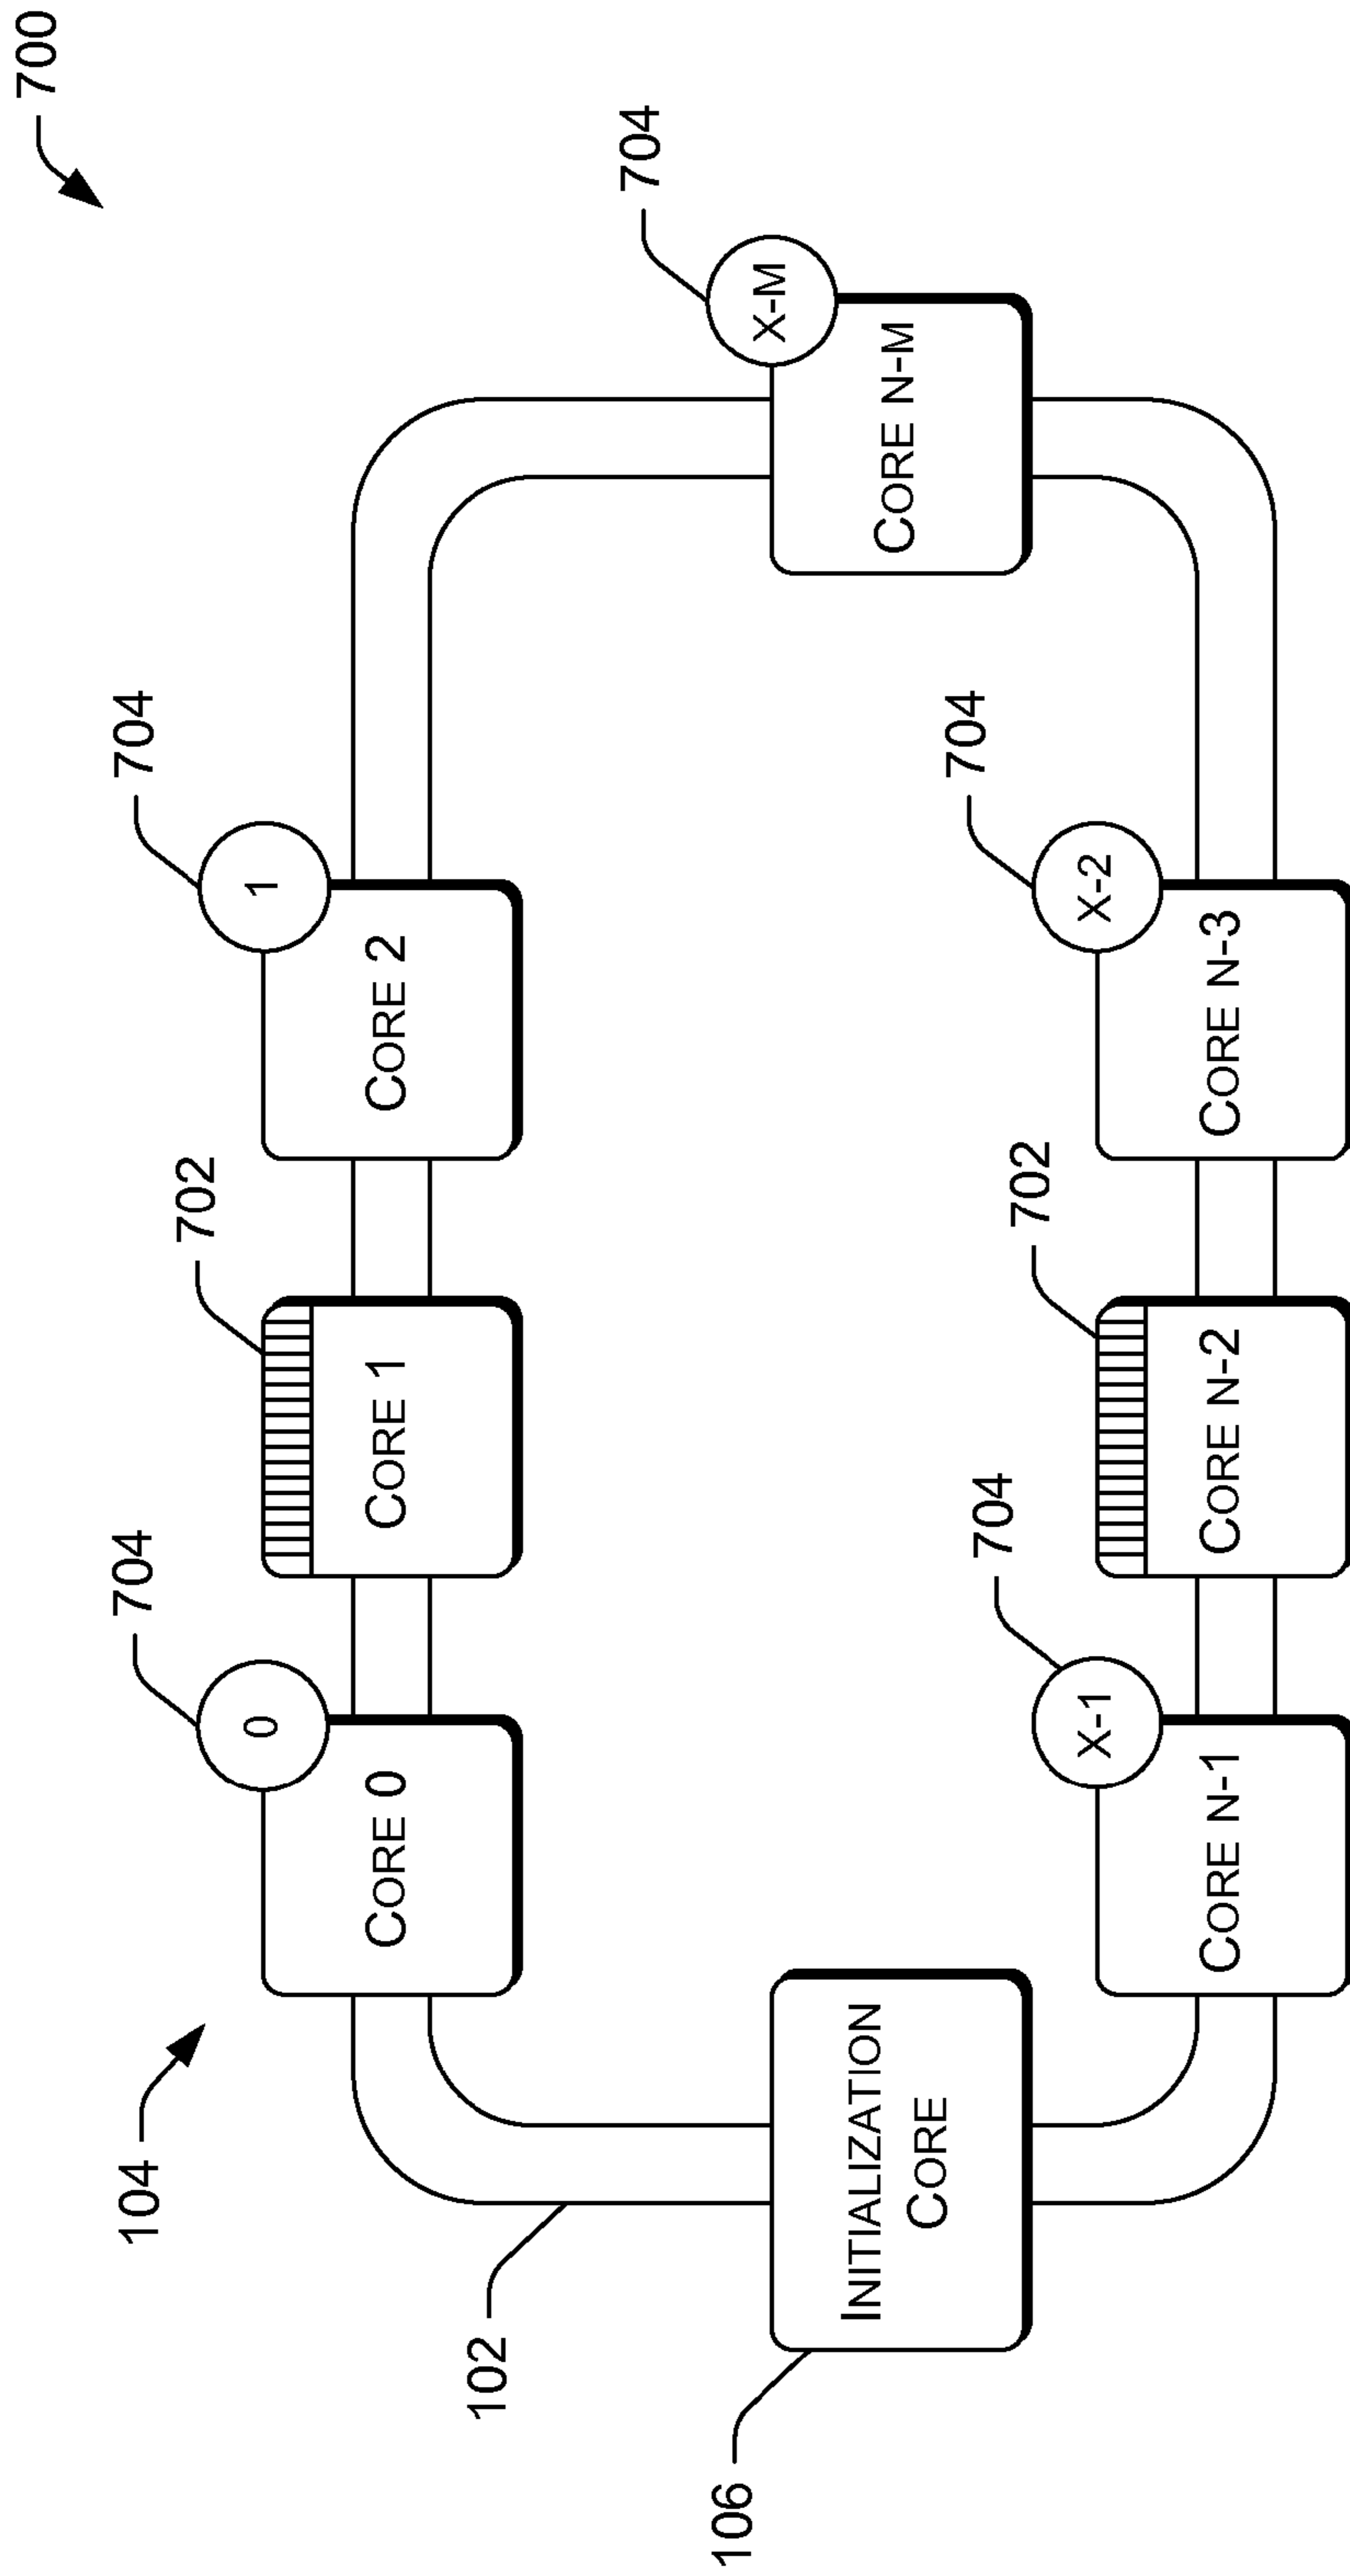 700
104
704
0
CORE 0
702
CORE 1
704
1
CORE 2
704
X-M
CORE N-M
102
106
INITIALIZATION
CORE
704
X-1
CORE N-1
702
CORE N-2
704
X-2
CORE N-3